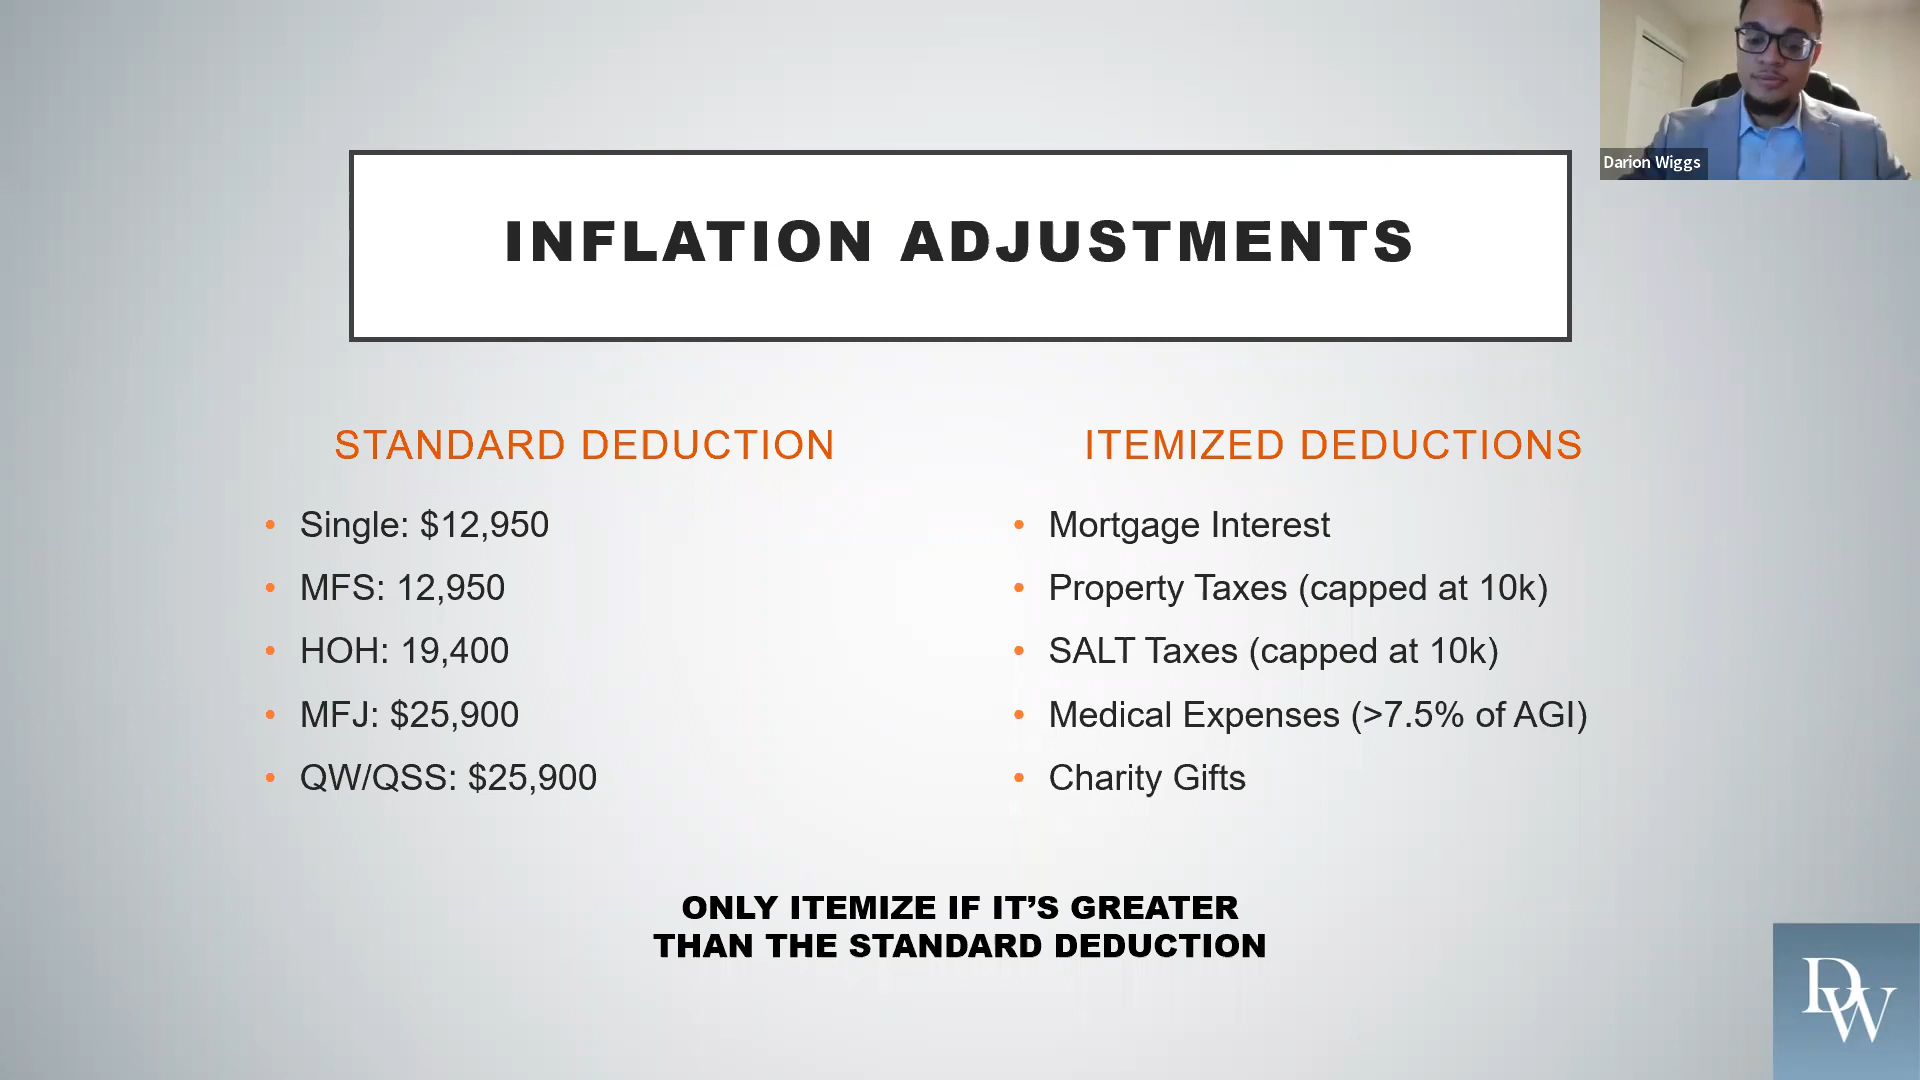 Darion Wiggs
INFLATION ADJUSTMENTS
STANDARD DEDUCTION
• Single: $12,950
• MFS: 12,950
• HOH: 19,400
• MFJ: $25,900
• QW/QSS: $25,900
ITEMIZED DEDUCTIONS
• Mortgage Interest
• Property Taxes (capped at 10k)
• SALT Taxes (capped at 10k)
• Medical Expenses (>7.5% of AGI)
• Charity Gifts
ONLY ITEMIZE IF IT’S GREATER
THAN THE STANDARD DEDUCTION
DW